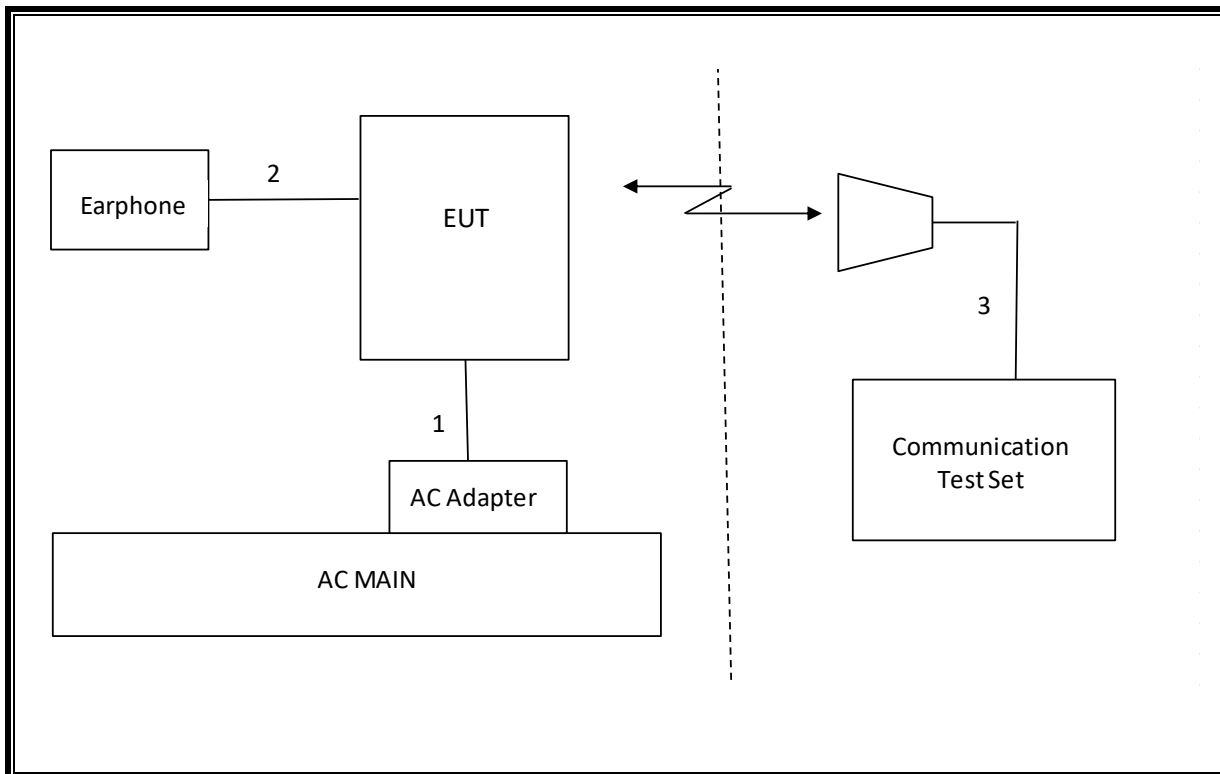 2
Earphone
EUT
3
1
Communication
Test Set
AC Adapter
AC MAIN